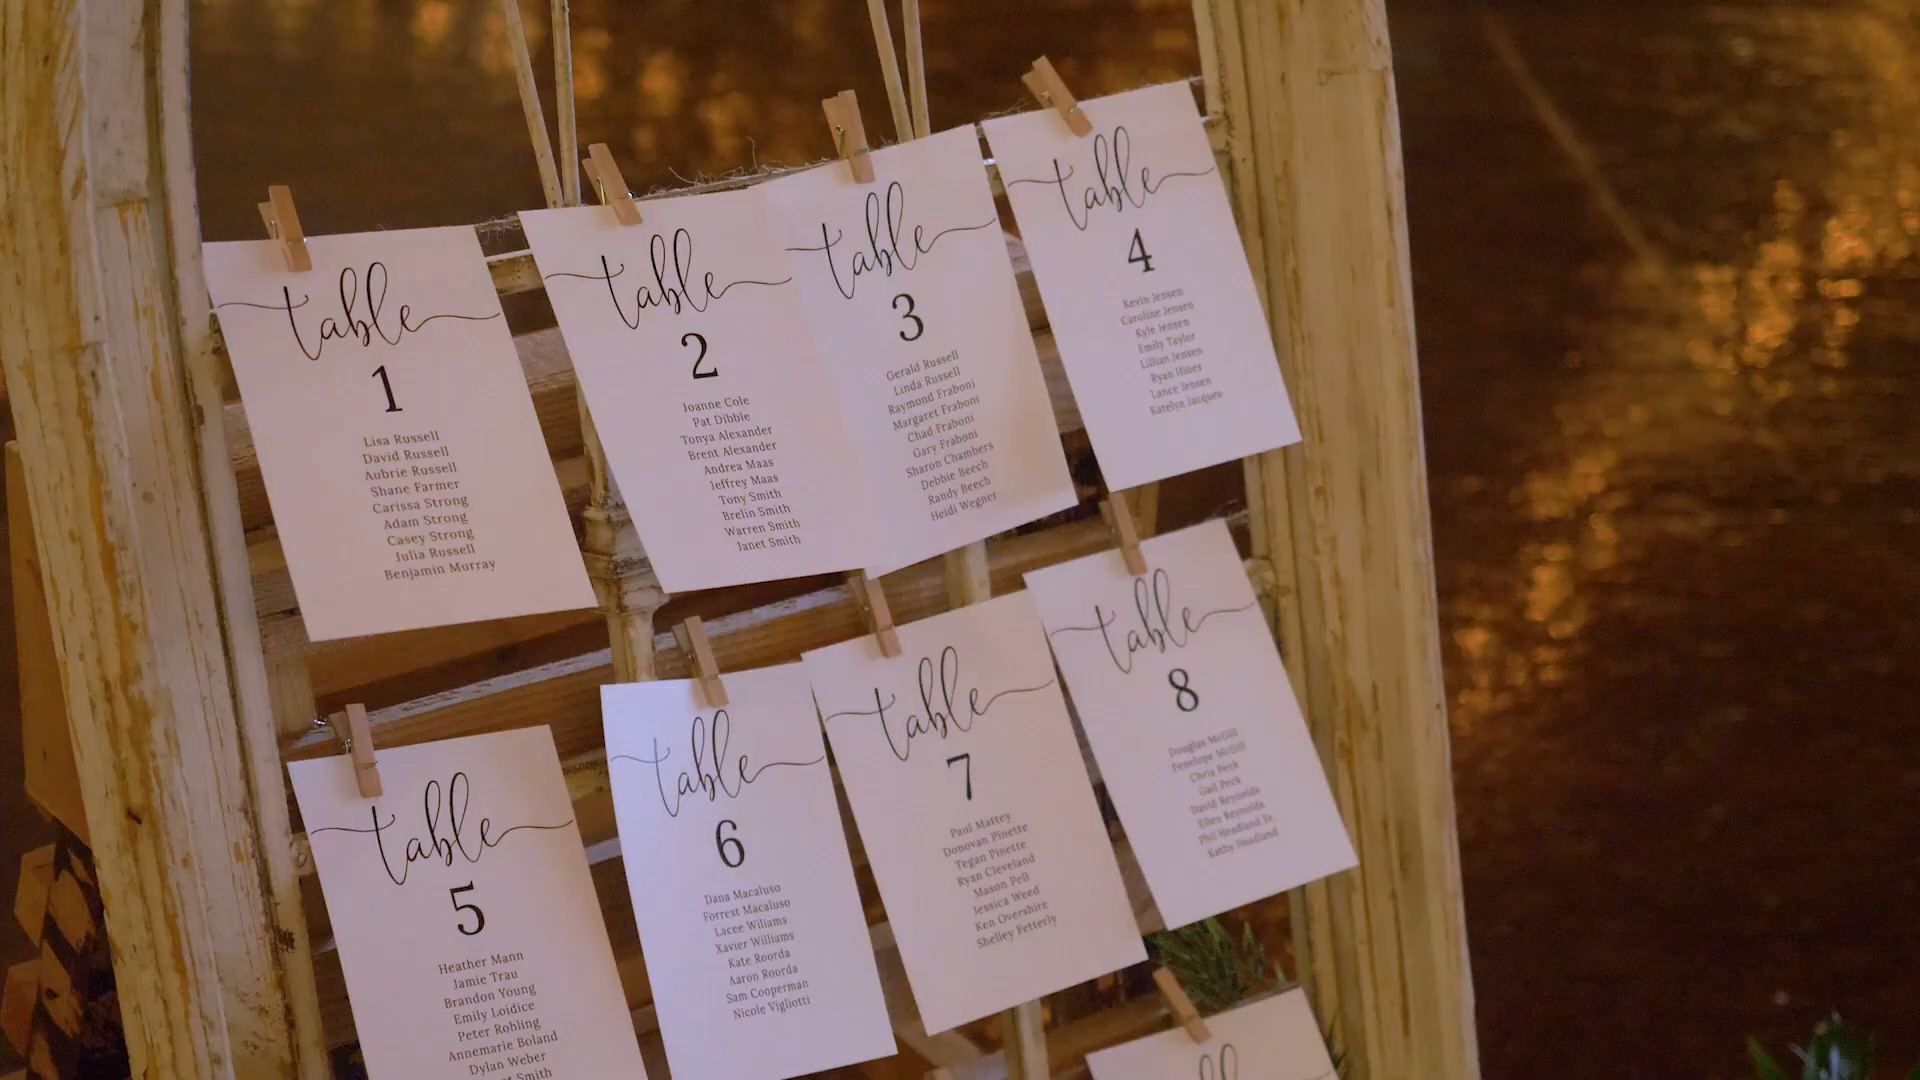 table
1
Lisa Russell
David Russell
Aubrie Russell
Shane Farmer
Carissa Strong
Adam Strong
Casey Strong
Julia Russell
Benjamin Murray
table
2
Joanne Cole
Pat Dibble
Tonya Alexander
Brent Alexander
Andrea Maas
Jeffrey Maas
Tony Smith
Brelin Smith
Warren Smith
Janet Smith
table
3
Gerald Russell
Linda Russell
Raymond Fraboni
Margaret Fraboni
Chad Fraboni
Gary Fraboni
Sharon Chambers
Debbie Beech
Randy Beech
Heidi Wegner
table
4
Kevin Jensen
Caroline Jensen
Kyle Jensen
Emily Taylor
Lillian Jensen
Ryan Hines
Lance Jensen
Katelyn Jacques
table
5
Heather Mann
Jamie Trau
Brandon Young
Emily Loidice
Peter Rohling
Annemarie Boland
Dylan Weber
Smith
table
6
Dana Macaluso
Forrest Macaluso
Lacee Wiliams
Xavier Williams
Kate Roorda
Aaron Roorda
Sam Cooperman
Nicole Vigliotti
table
7
Paul Mattey
Donovan Pinette
Tegan Pinette
Ryan Cleveland
Mason Pell
Jessica Weed
Ken Overshire
Shelley Fetterly
table
8
Douglas McGill
Penelope McGill
Chris Peck
Gail Peck
David Reynolds
Ellen Reynolds
Phil Headland Sr.
Kathy Headland